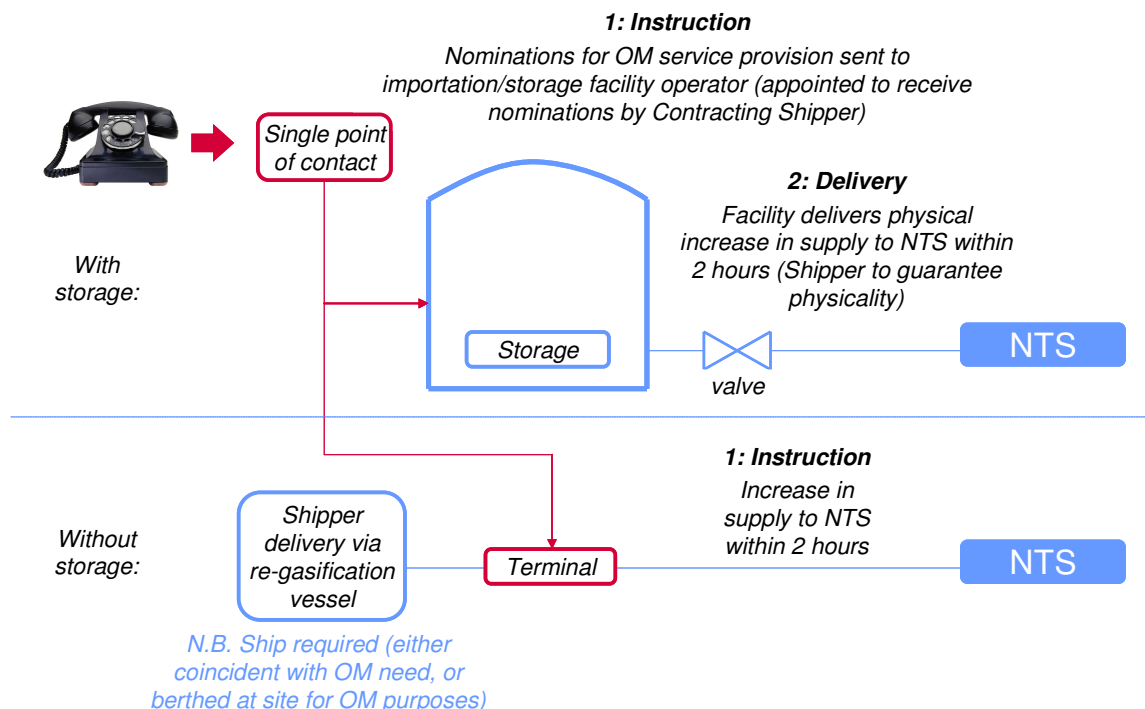 1: Instruction
Nominations for OM service provision sent to
importation/storage facility operator (appointed to receive
nominations by Contracting Shipper)
Single point
of contact
2: Delivery
Facility delivers physical
increase in supply to NTS within
2 hours (Shipper to guarantee
physicality)
With
storage:
Storage
valve
NTS
1: Instruction
Increase in
supply to NTS
within 2 hours
Without
storage:
Shipper
delivery via
re-gasification
vessel
Terminal
NTS
N.B. Ship required (either
coincident with OM need, or
berthed at site for OM purposes)